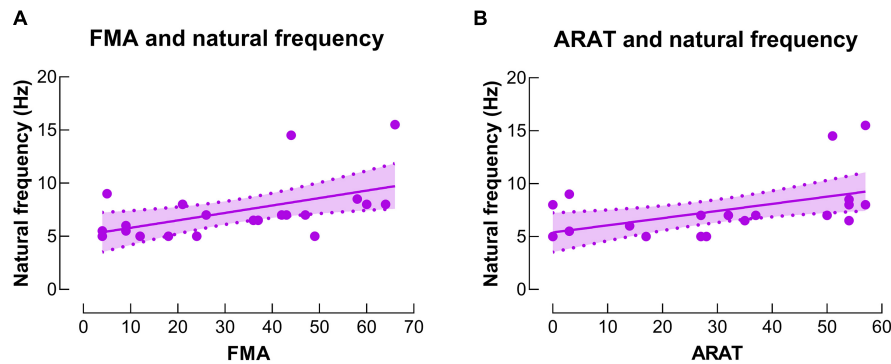 A
FMA and natural frequency
Natural frequency (Hz)
20
15
10
5
0
0 10 20 30 40 50 60 70
FMA
B
ARAT and natural frequency
Natural frequency (Hz)
20
15
10
5
0
0 10 20 30 40 50 60
ARAT